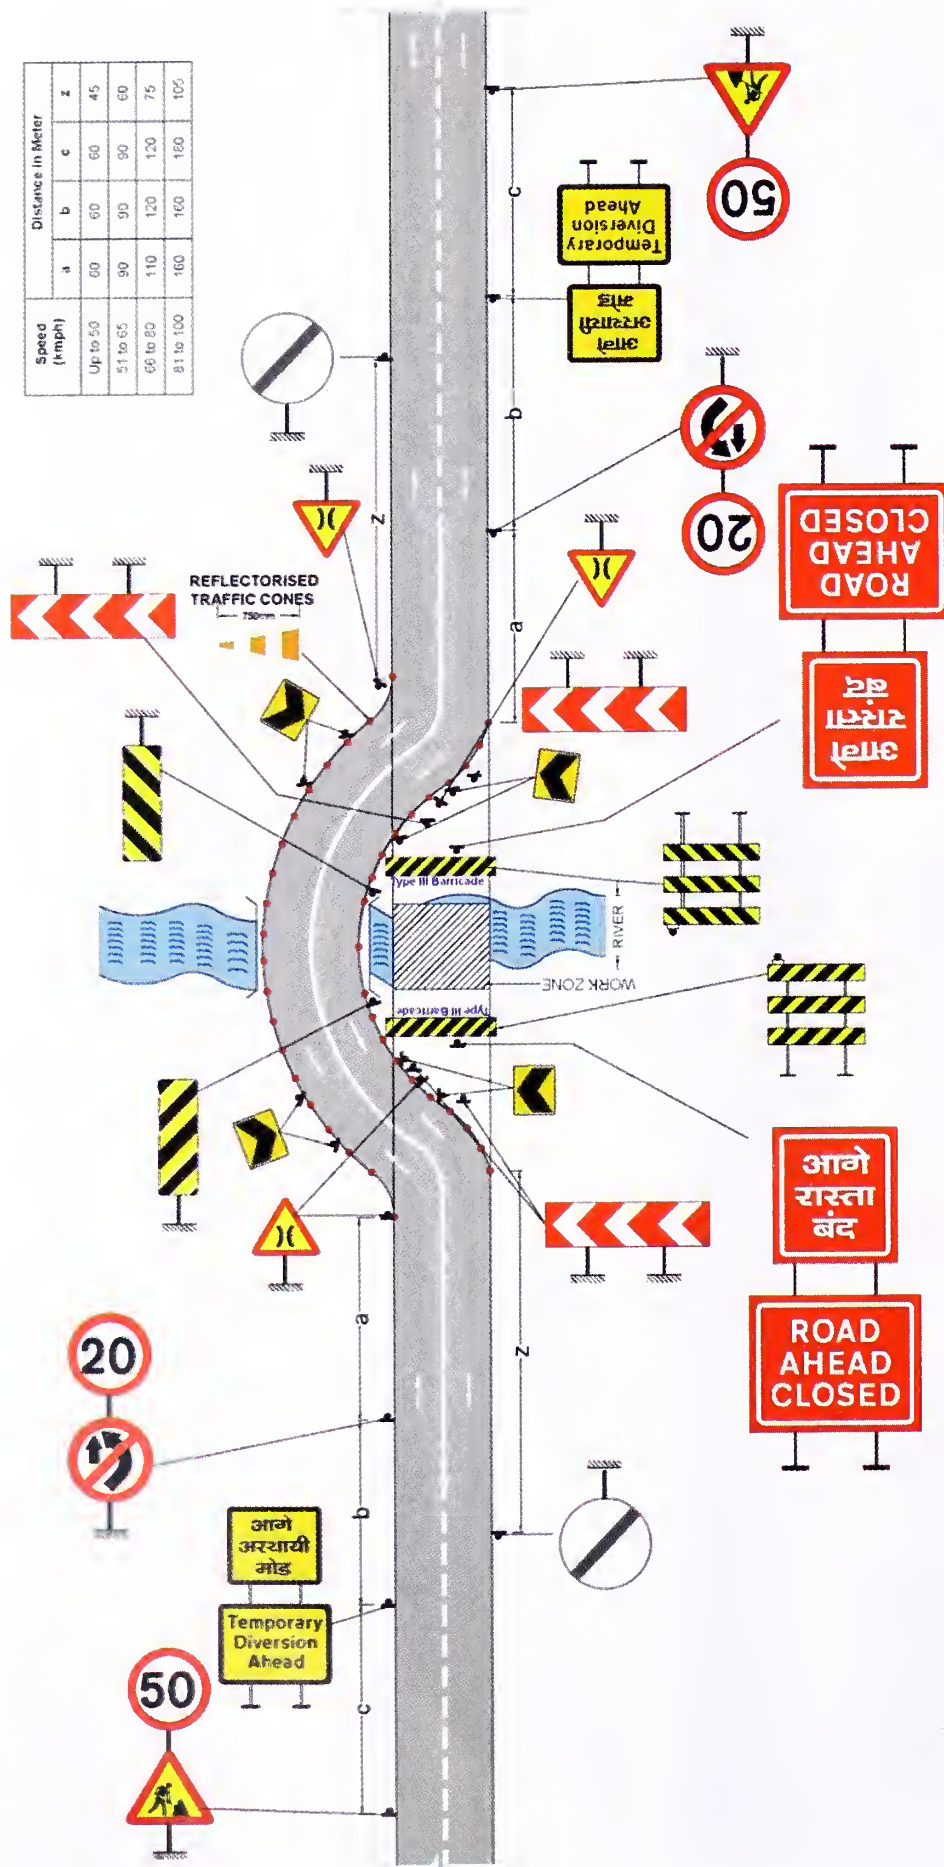 Speed
(kmph)
Distance in Meter
a b c z
Up to 50 60 60 60 45
51 to 65 90 90 90 60
66 to 80 110 120 120 75
81 to 100 160 160 180 105
REFLECTORISED
TRAFFIC CONES
750mm
z
c
b
a
50
Temporary
Diversion
Ahead
आगे
अस्थायी
मोड़
20
ROAD
AHEAD
CLOSED
आगे
रास्ता
बंद
Type III Barricade
RIVER
WORK ZONE
Type III Barricade
आगे
रास्ता
बंद
ROAD
AHEAD
CLOSED
a
20
z
b
आगे
अस्थायी
मोड
Temporary
Diversion
Ahead
c
50